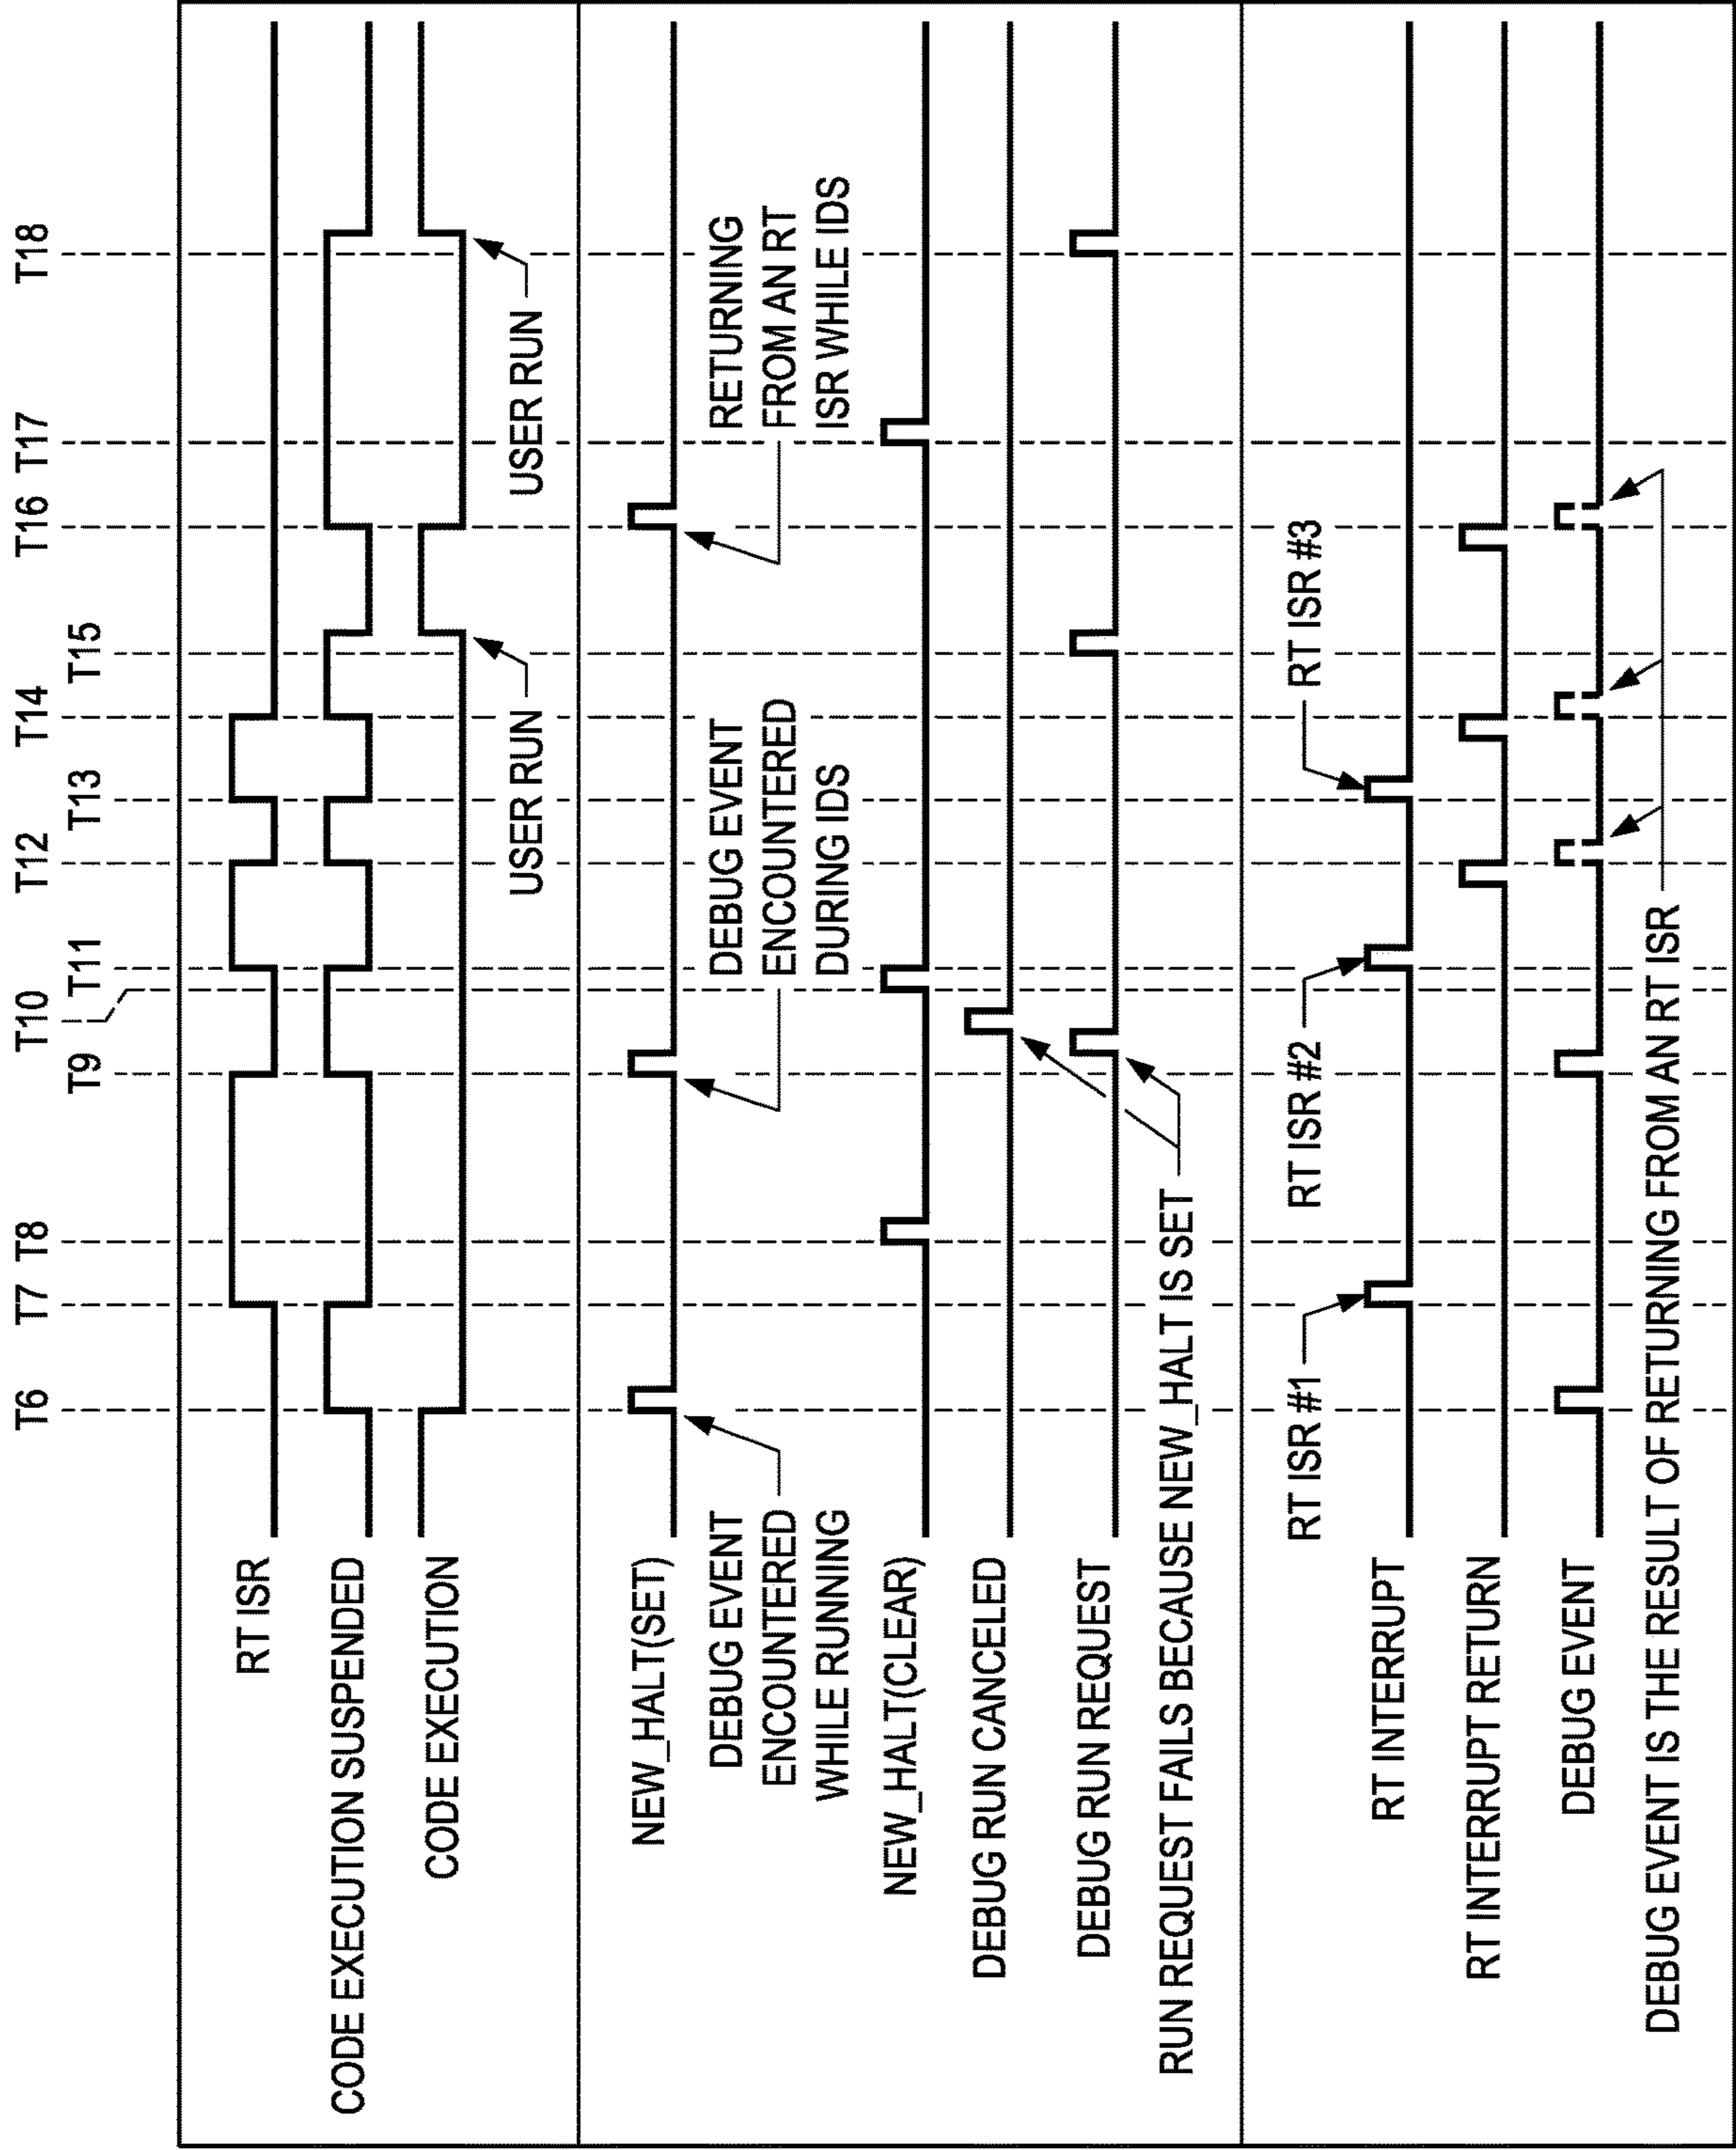 T6
T7
T8
T9
T10
T11
T12
T13
T14
T15
T16
T17
T18
RT ISR
CODE EXECUTION SUSPENDED
CODE EXECUTION
USER RUN
USER RUN
NEW_HALT(SET)
DEBUG EVENT
ENCOUNTERED
WHILE RUNNING
DEBUG EVENT
ENCOUNTERED
DURING IDS
RETURNING
FROM AN RT
ISR WHILE IDS
NEW_HALT(CLEAR)
DEBUG RUN CANCELED
DEBUG RUN REQUEST
RUN REQUEST FAILS BECAUSE NEW_HALT IS SET
RT ISR #1
RT ISR #2
RT ISR #3
RT INTERRUPT
RT INTERRUPT RETURN
DEBUG EVENT
DEBUG EVENT IS THE RESULT OF RETURNING FROM AN RT ISR